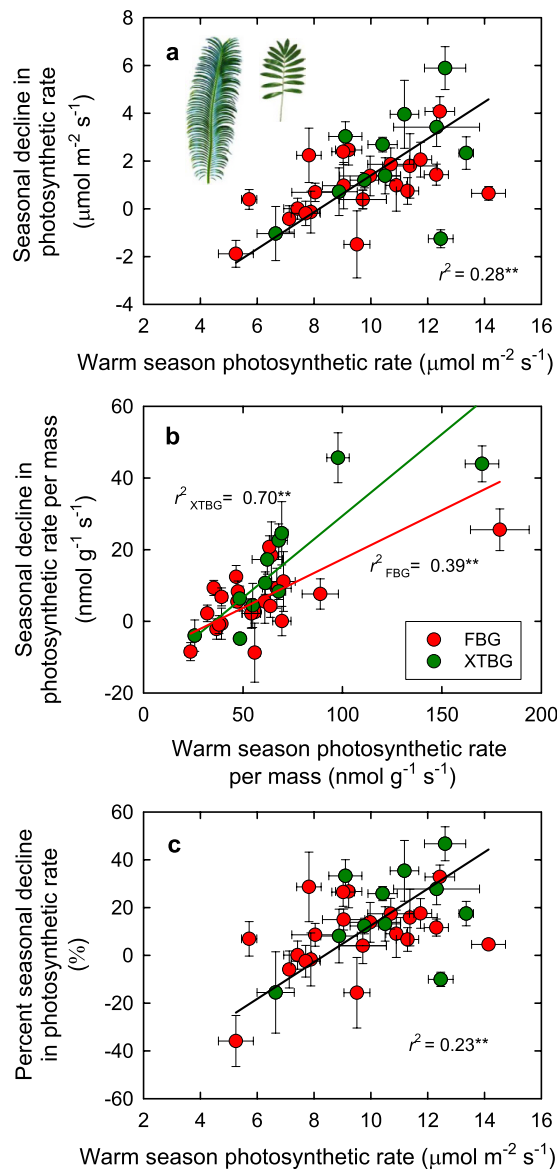 a
Seasonal decline in
photosynthetic rate
(μmol m-2 s-1)
8
6
4
2
0
-2
-4
r2 = 0.28**
2 4 6 8 10 12 14 16
Warm season photosynthetic rate (μmol m-2 s-1)
b
Seasonal decline in
photosynthetic rate per mass
(nmol g-1 s-1)
60
40
20
0
-20
r2 XTBG= 0.70**
r2 FBG= 0.39**
FBG
XTBG
0 50 100 150 200
Warm season photosynthetic rate
per mass (nmol g-1 s-1)
c
Percent seasonal decline
in photosynthetic rate
(%)
60
40
20
0
-20
-40
-60
r2 = 0.23**
2 4 6 8 10 12 14 16
Warm season photosynthetic rate (μmol m-2 s-1)